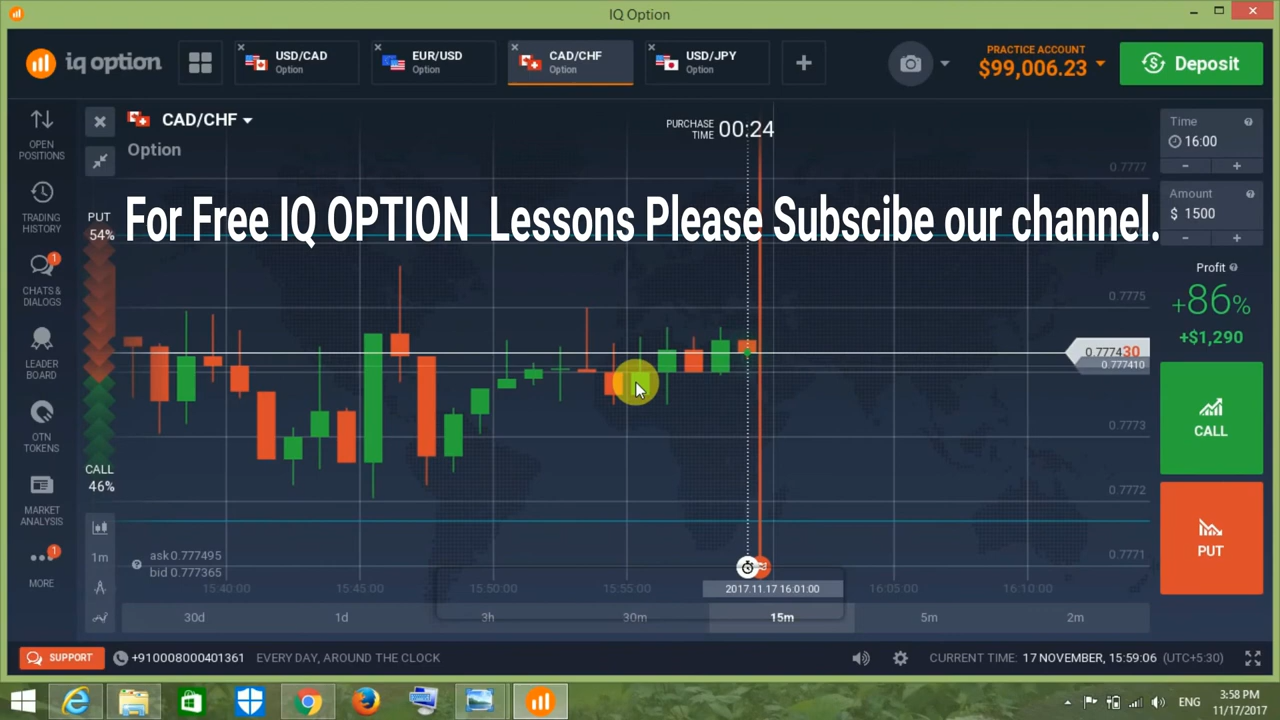 IQ Option
iq option
USD/CAD
Option
EUR/USD
Option
CAD/CHF
Option
USD/JPY
Option
PRACTICE ACCOUNT
$99,006.23
Deposit
OPEN
POSITIONS
TRADING
HISTORY
1
CHATS &
DIALOGS
LEADER
BOARD
OTN
TOKENS
MARKET
ANALYSIS
1
MORE
CAD/CHF
Option
PURCHASE
TIME
00:24
For Free IQ OPTION Lessons Please Subscibe our channel.
PUT
54%
CALL
46%
1m
ask 0.777495
bid 0.777365
0.7777
0.7775
0.777430
0.777410
0.7773
0.7772
0.7771
15:40:00
15:45:00
15:50:00
15:55:00
2017.11.17 16:01:00
16:05:00
16:10:00
30d
1d
3h
30m
15m
5m
2m
Time
16:00
- +
Amount
$ 1500
- +
Profit
+86%
+$1,290
CALL
PUT
SUPPORT
+910008000401361
EVERY DAY, AROUND THE CLOCK
CURRENT TIME: 17 NOVEMBER, 15:59:06 (UTC+5:30)
ENG
3:58 PM
11/17/2017